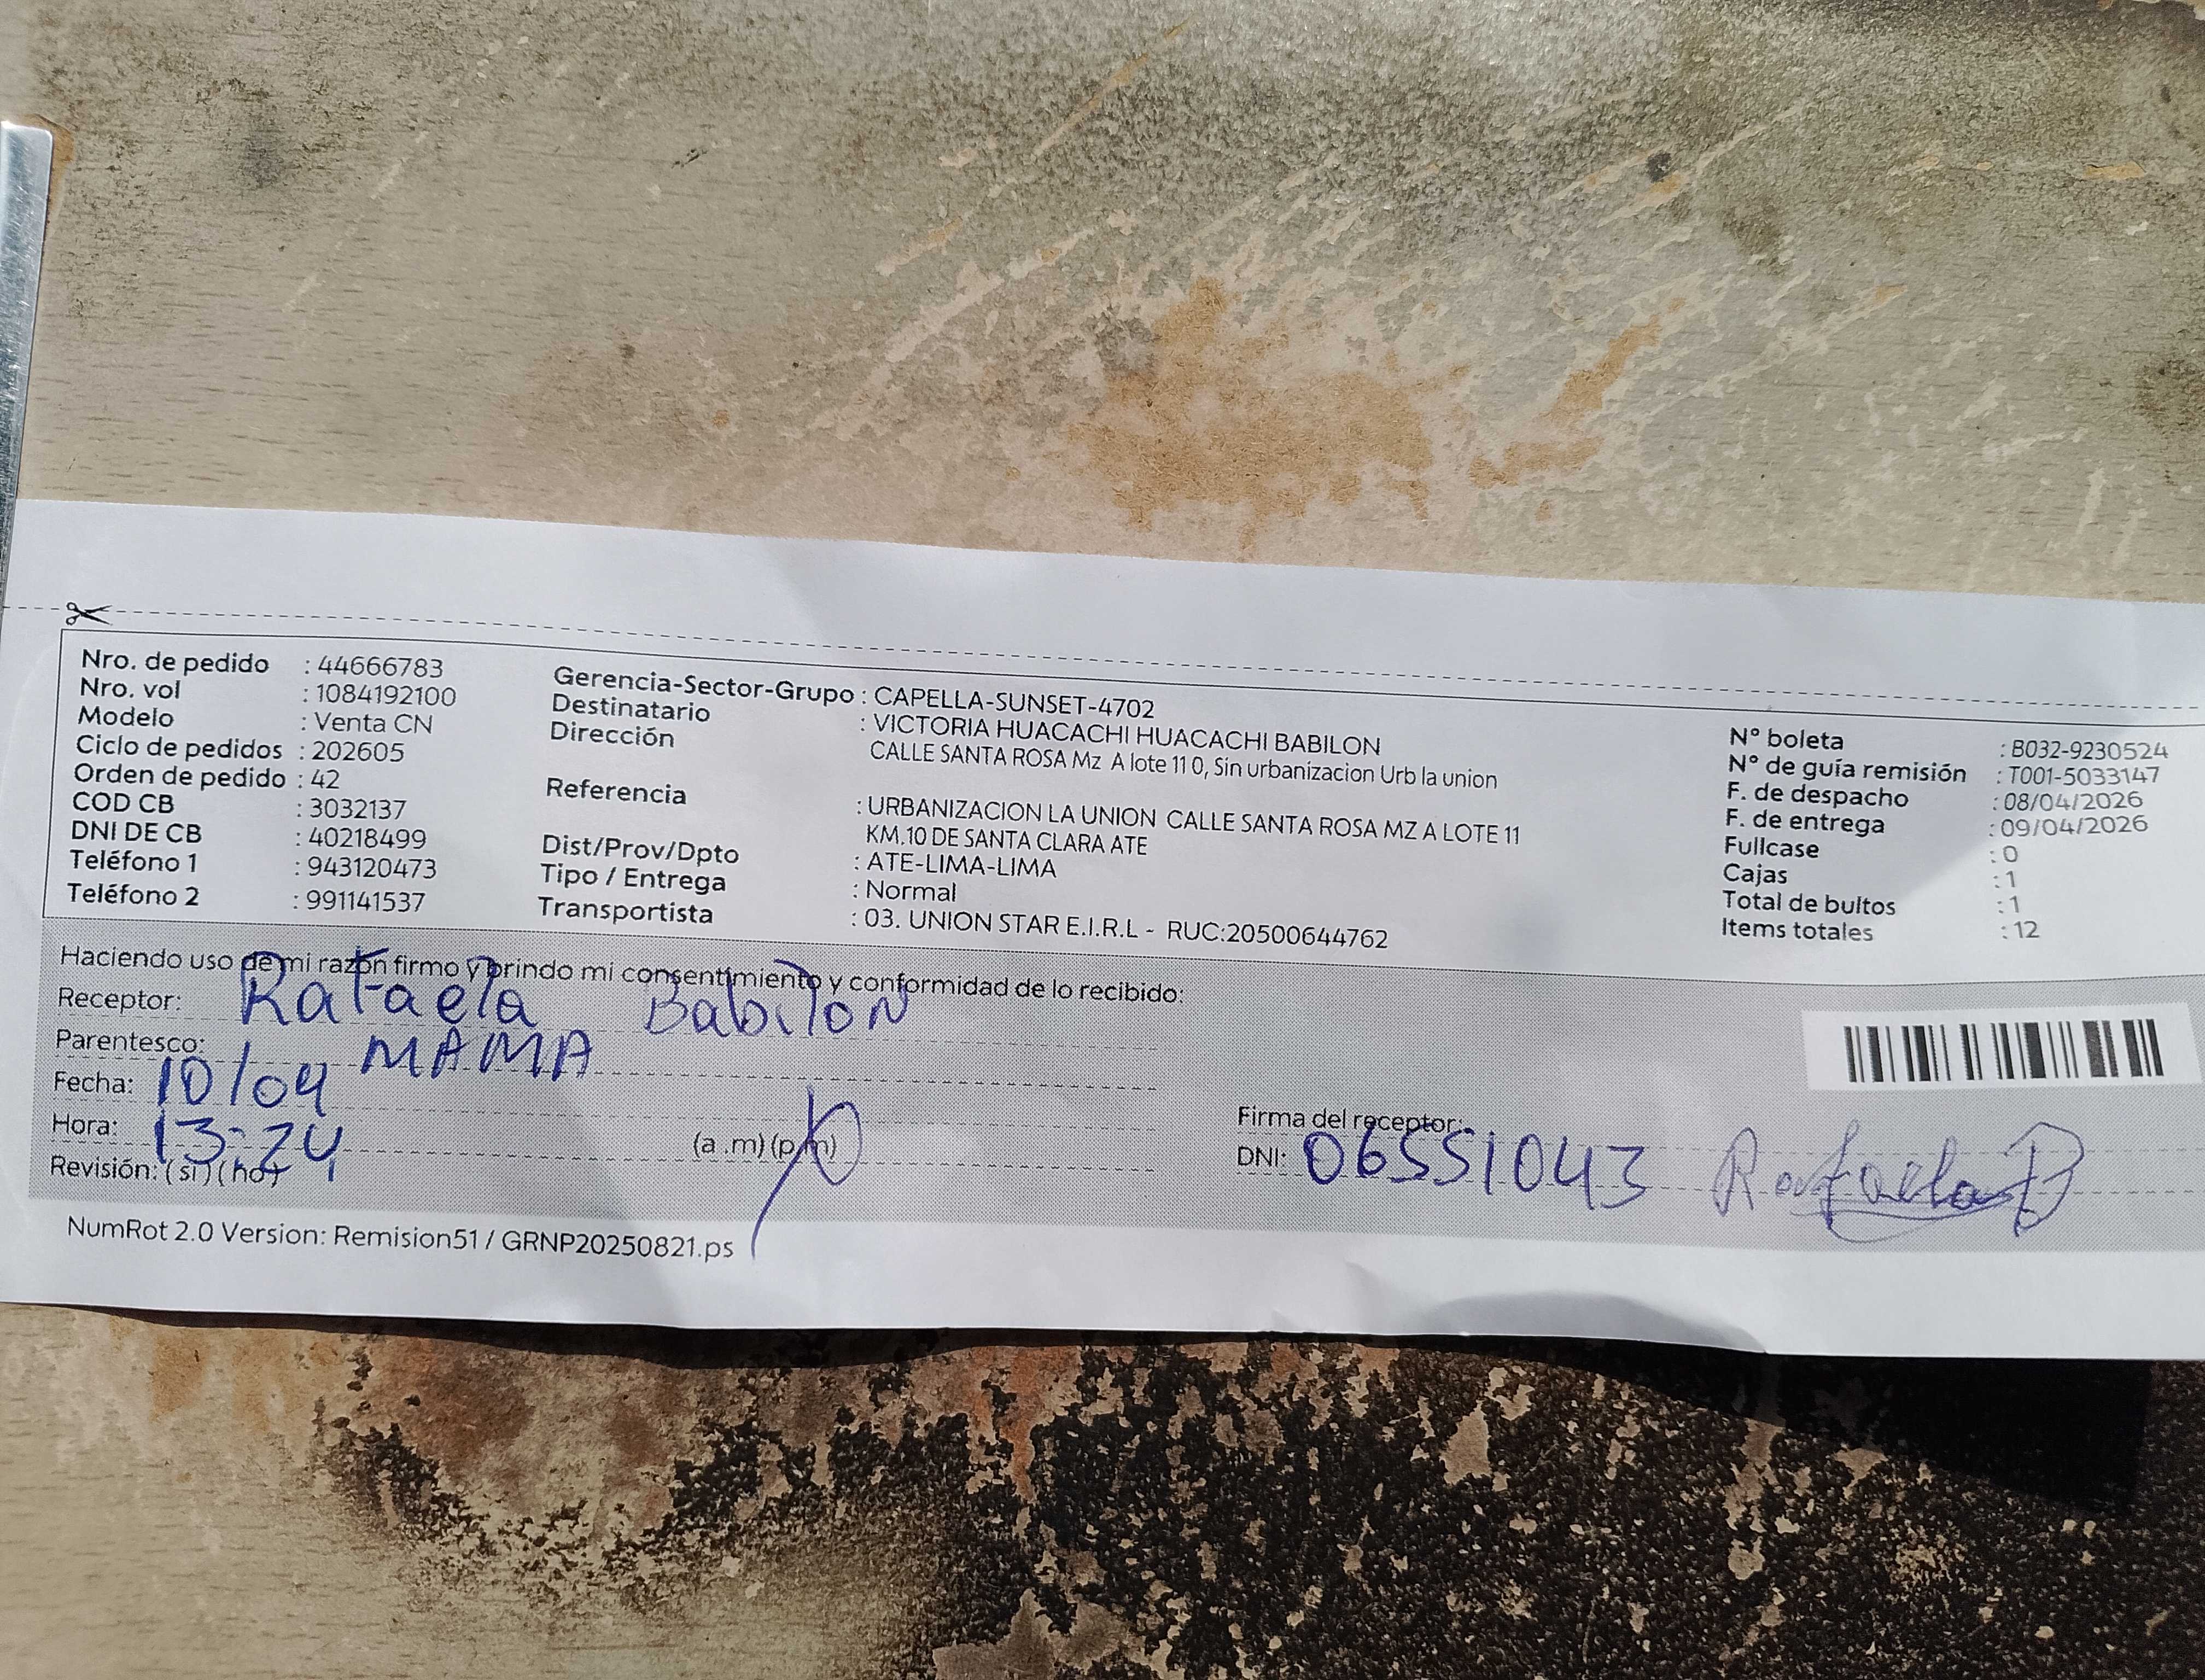 Nro. de pedido : 44666783
Nro. vol : 1084192100
Modelo : Venta CN
Ciclo de pedidos : 202605
Orden de pedido : 42
COD CB : 3032137
DNI DE CB : 40218499
Teléfono 1 : 943120473
Teléfono 2 : 991141537
Gerencia-Sector-Grupo : CAPELLA-SUNSET-4702
Destinatario : VICTORIA HUACACHI HUACACHI BABILON
Dirección CALLE SANTA ROSA Mz A lote 11 0, Sin urbanizacion Urb la union
Referencia : URBANIZACION LA UNION CALLE SANTA ROSA MZ A LOTE 11
KM.10 DE SANTA CLARA ATE
Dist/Prov/Dpto : ATE-LIMA-LIMA
Tipo / Entrega : Normal
Transportista : 03. UNION STAR E.I.R.L - RUC:20500644762
N° boleta : B032-9230524
N° de guía remisión : T001-5033147
F. de despacho : 08/04/2026
F. de entrega : 09/04/2026
Fullcase : 0
Cajas : 1
Total de bultos : 1
Items totales : 12
Haciendo uso de mi razón firmo y brindo mi consentimiento y conformidad de lo recibido:
Receptor: Rafaela Babilon
Parentesco: MAMA
Fecha: 10/04
Hora: 13:24 (a .m) (p.m)
Revisión: ( si ) ( no )
Firma del receptor:
DNI: 06551043 Rafaela B
NumRot 2.0 Version: Remision51 / GRNP20250821.ps